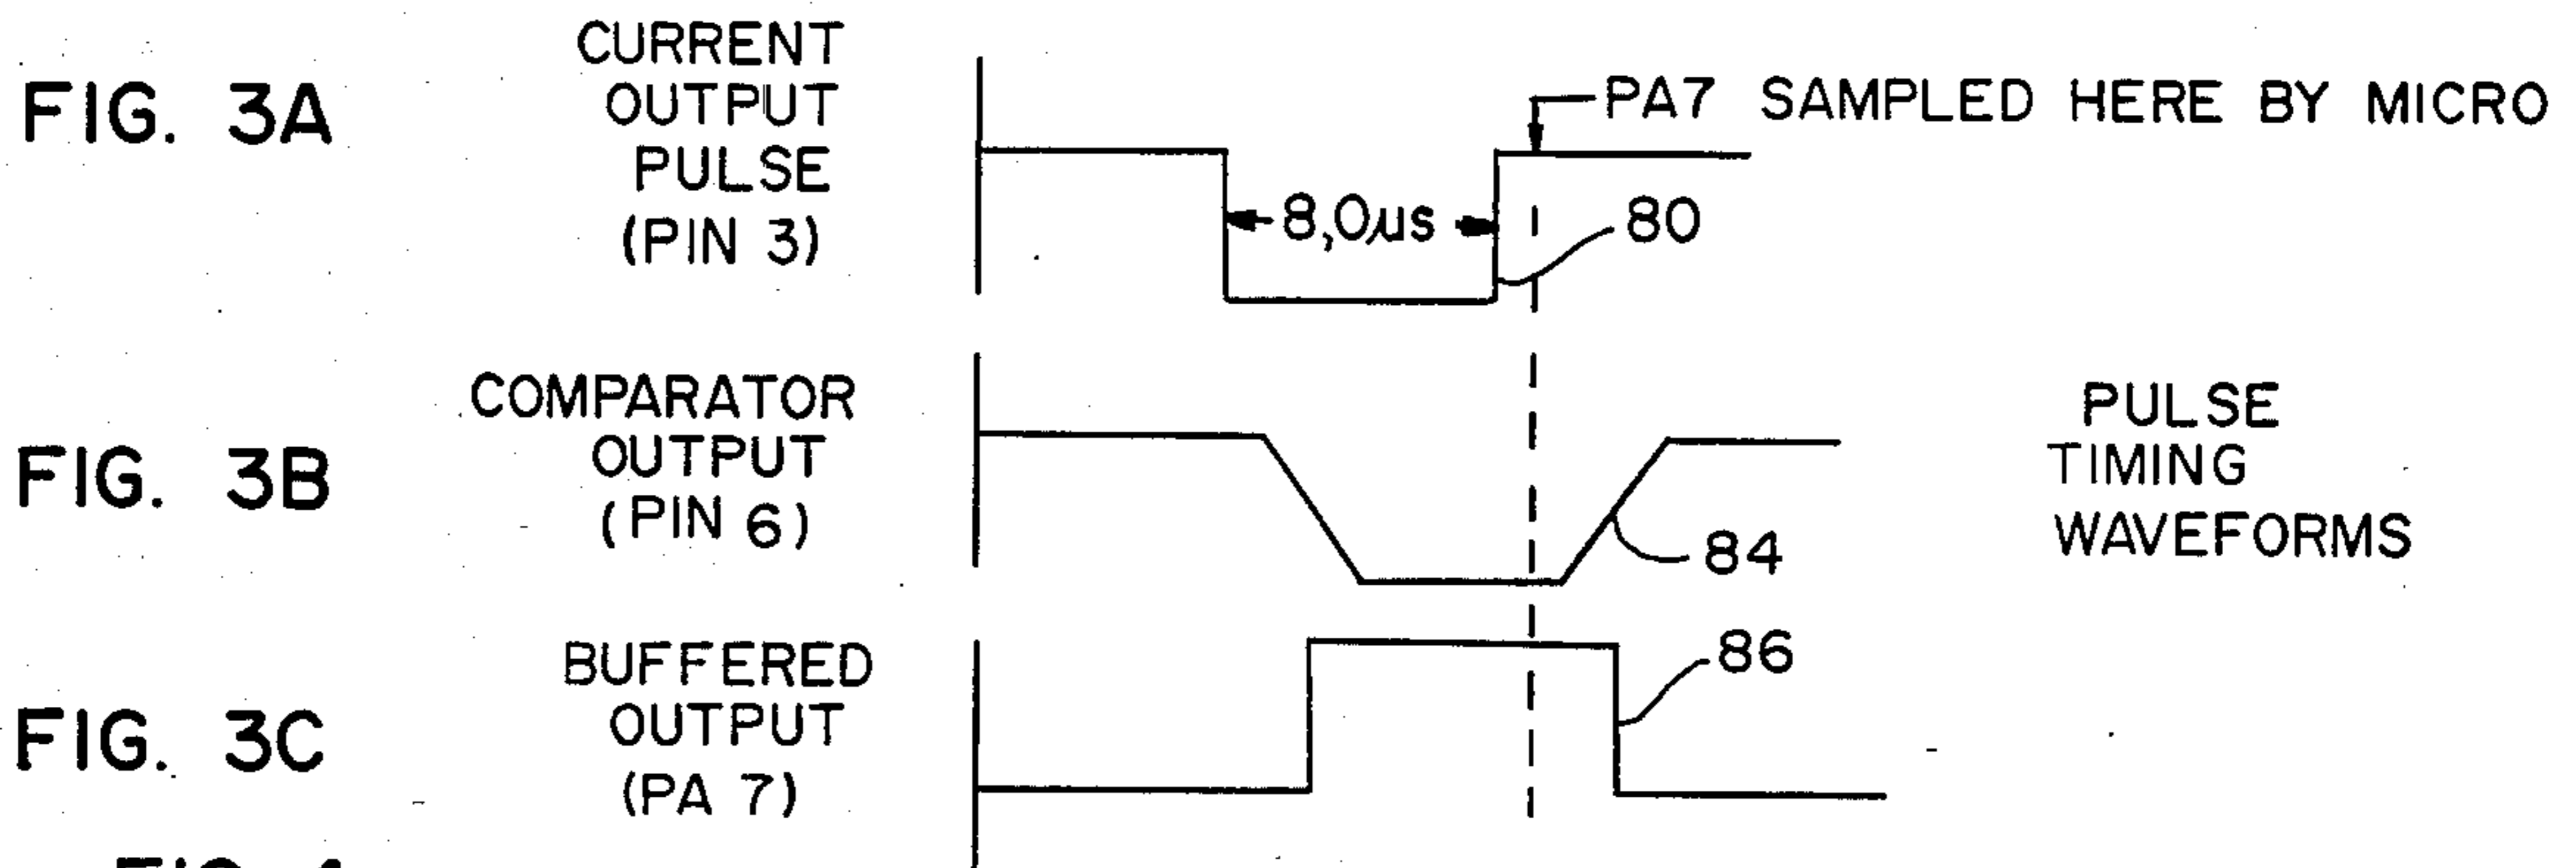 FIG. 3A
CURRENT
OUTPUT
PULSE
(PIN 3)
PA7 SAMPLED HERE BY MICRO
8,0µs
80
FIG. 3B
COMPARATOR
OUTPUT
(PIN 6)
84
PULSE
TIMING
WAVEFORMS
FIG. 3C
BUFFERED
OUTPUT
(PA 7)
86